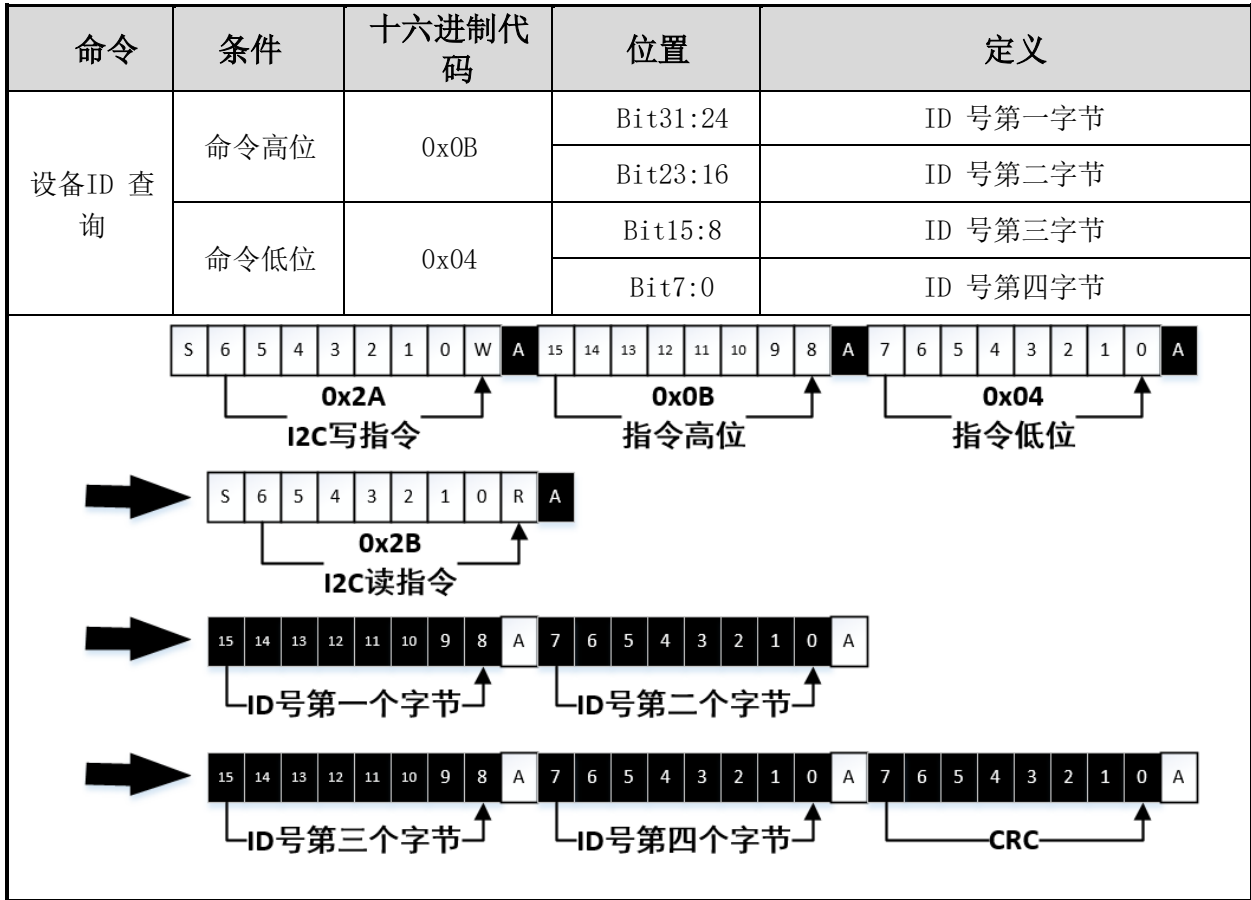 命令 条件 十六进制代码 位置 定义
设备ID 查询 命令高位 0x0B Bit31:24 ID 号第一字节
Bit23:16 ID 号第二字节
命令低位 0x04 Bit15:8 ID 号第三字节
Bit7:0 ID 号第四字节
S 6 5 4 3 2 1 0 W A 15 14 13 12 11 10 9 8 A 7 6 5 4 3 2 1 0 A
0x2A 0x0B 0x04
I2C写指令 指令高位 指令低位
S 6 5 4 3 2 1 0 R A
0x2B
I2C读指令
15 14 13 12 11 10 9 8 A 7 6 5 4 3 2 1 0 A
ID号第一个字节 ID号第二个字节
15 14 13 12 11 10 9 8 A 7 6 5 4 3 2 1 0 A 7 6 5 4 3 2 1 0 A
ID号第三个字节 ID号第四个字节 CRC